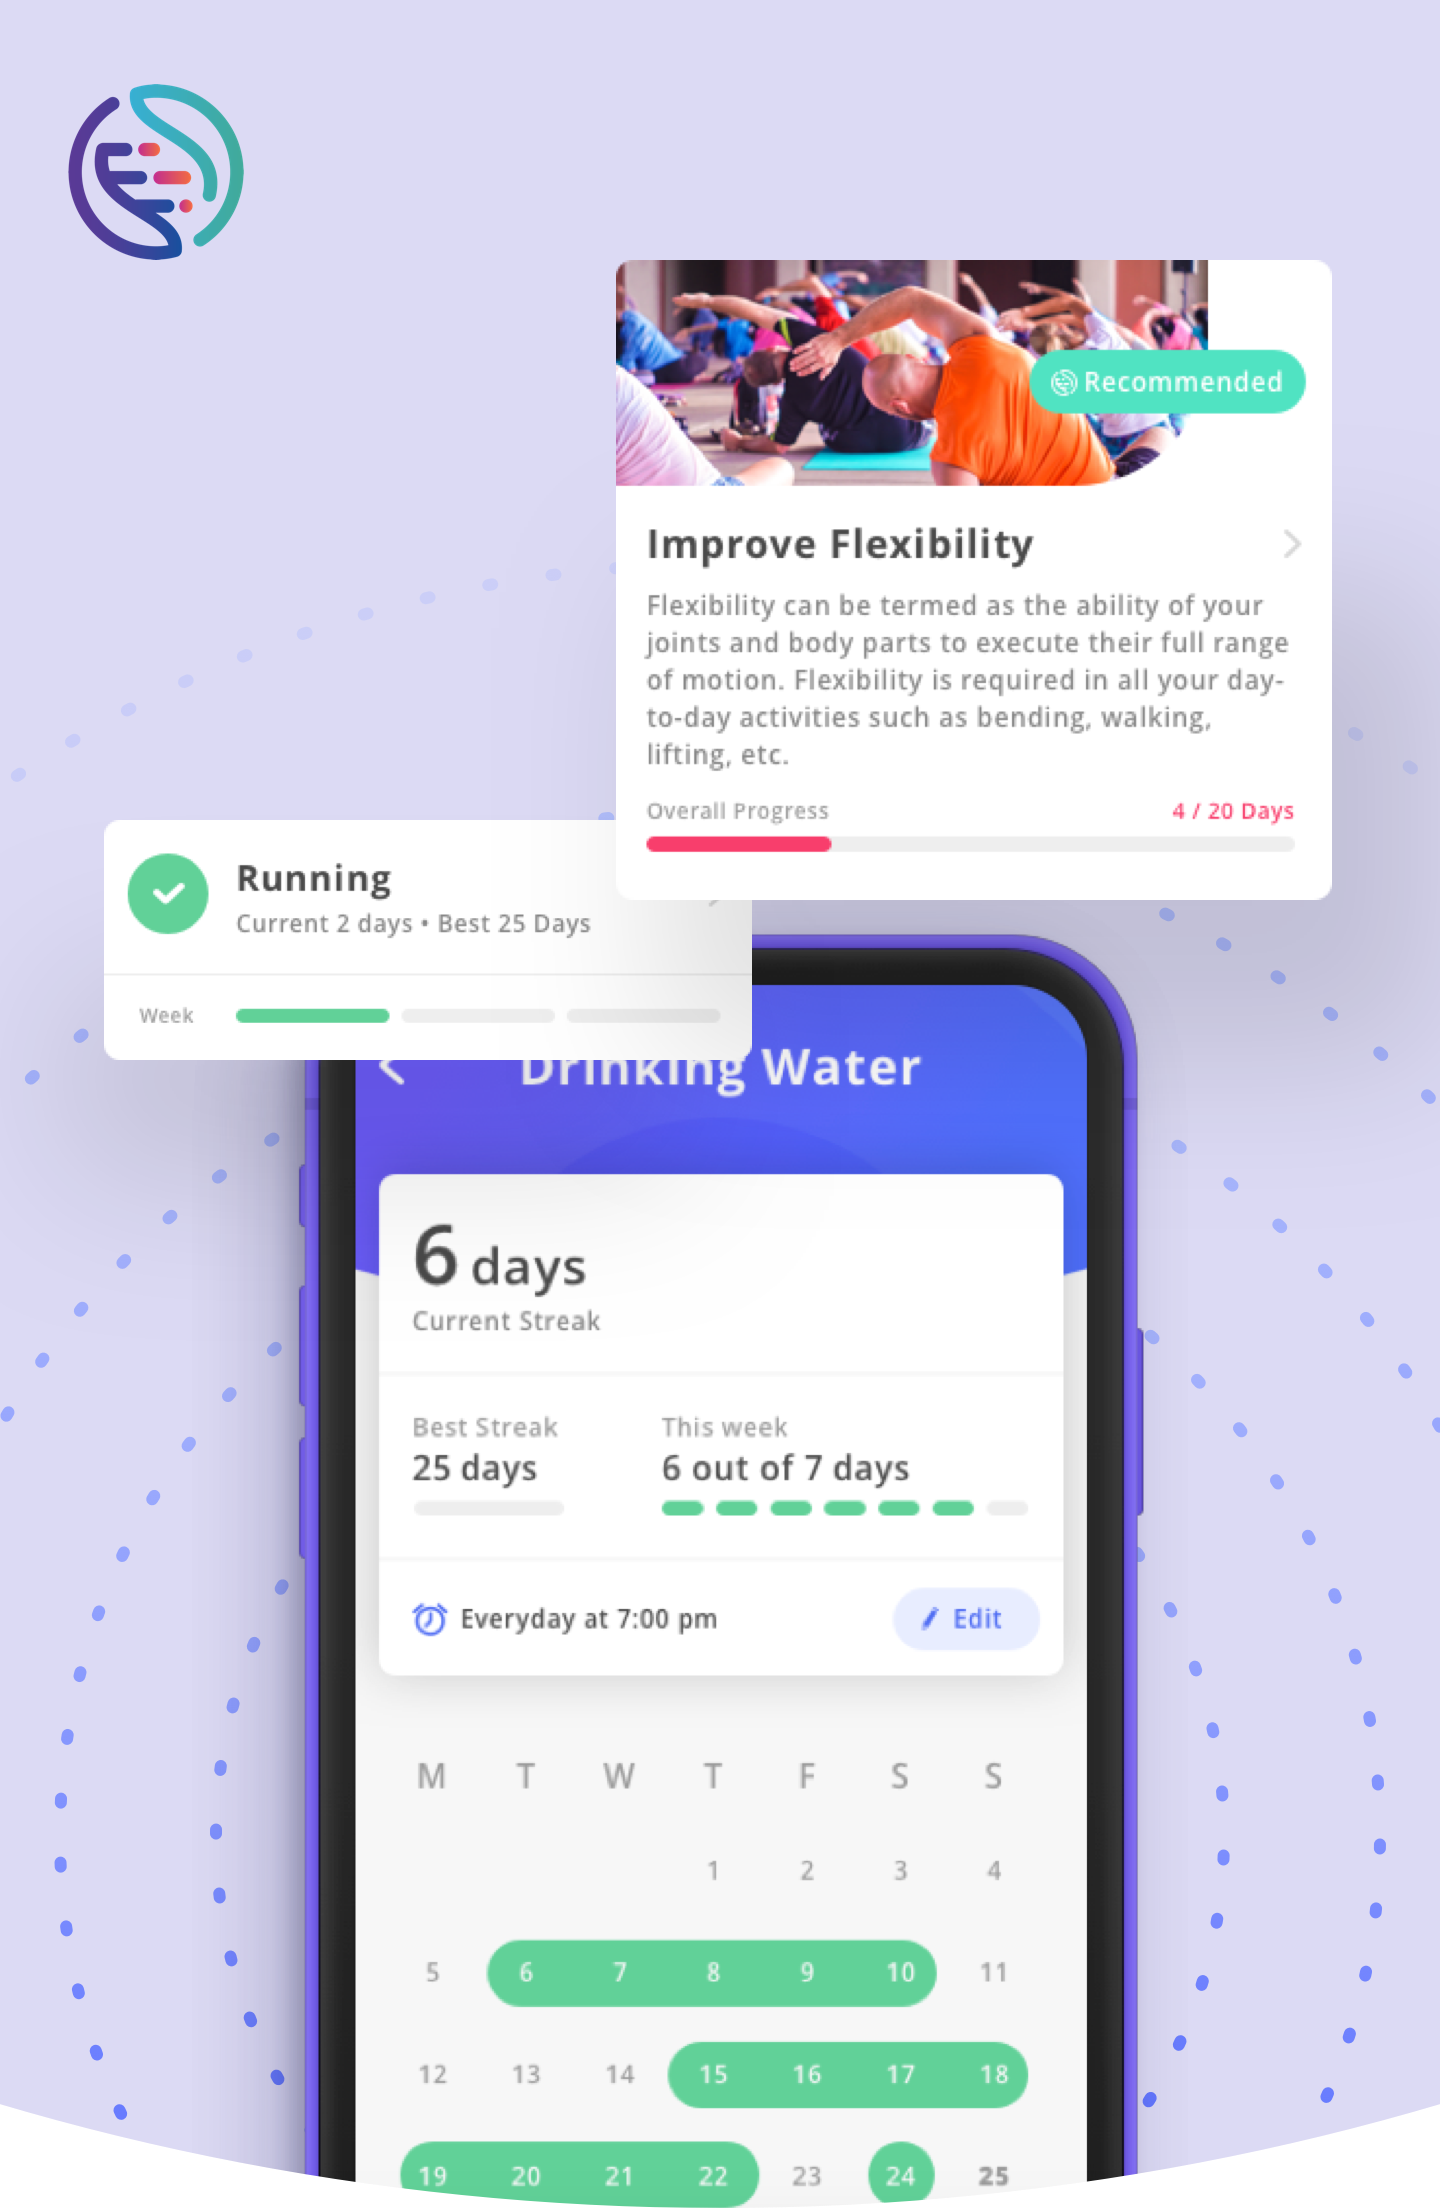 Recommended
Improve Flexibility
Flexibility can be termed as the ability of your
joints and body parts to execute their full range
of motion. Flexibility is required in all your day-
to-day activities such as bending, walking,
lifting, etc.
Overall Progress 4 / 20 Days
Running
Current 2 days • Best 25 Days
Week
Drinking Water
6 days
Current Streak
Best Streak This week
25 days 6 out of 7 days
Everyday at 7:00 pm Edit
M T W T F S S
1 2 3 4
5 6 7 8 9 10 11
12 13 14 15 16 17 18
19 20 21 22 23 24 25